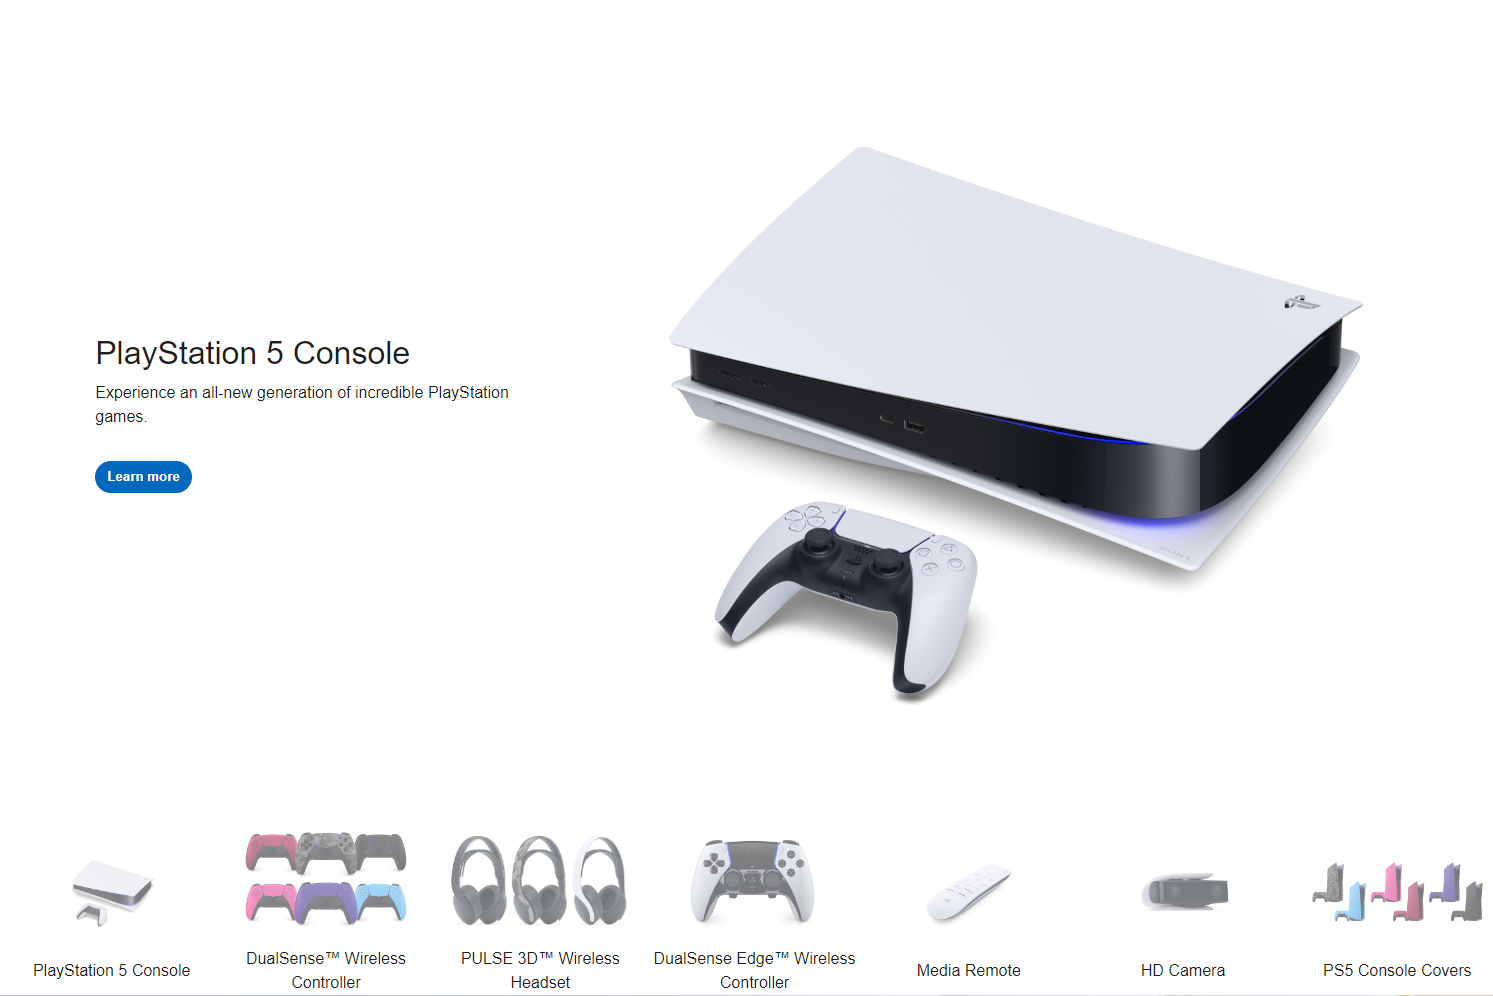 PlayStation 5 Console
Experience an all-new generation of incredible PlayStation
games.
Learn more
SONY
PlayStation 5 Console
DualSense™ Wireless
Controller
PULSE 3D™ Wireless
Headset
DualSense Edge™ Wireless
Controller
Media Remote
HD Camera
PS5 Console Covers